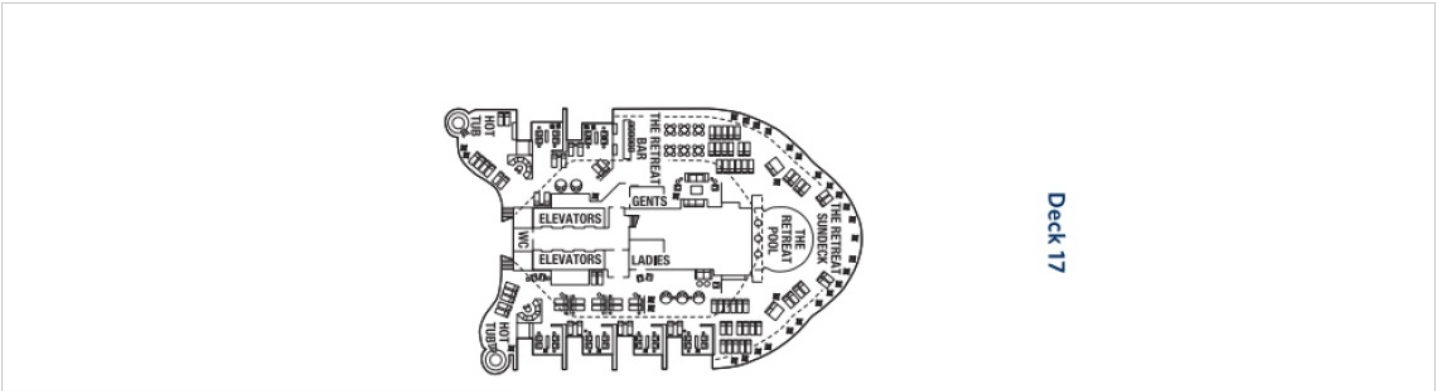 HOT
TUB
THE RETREAT
BAR
GENTS
ELEVATORS
WC
ELEVATORS
LADIES
THE
RETREAT
POOL
THE RETREAT
SUNDECK
HOT
TUB
Deck 17